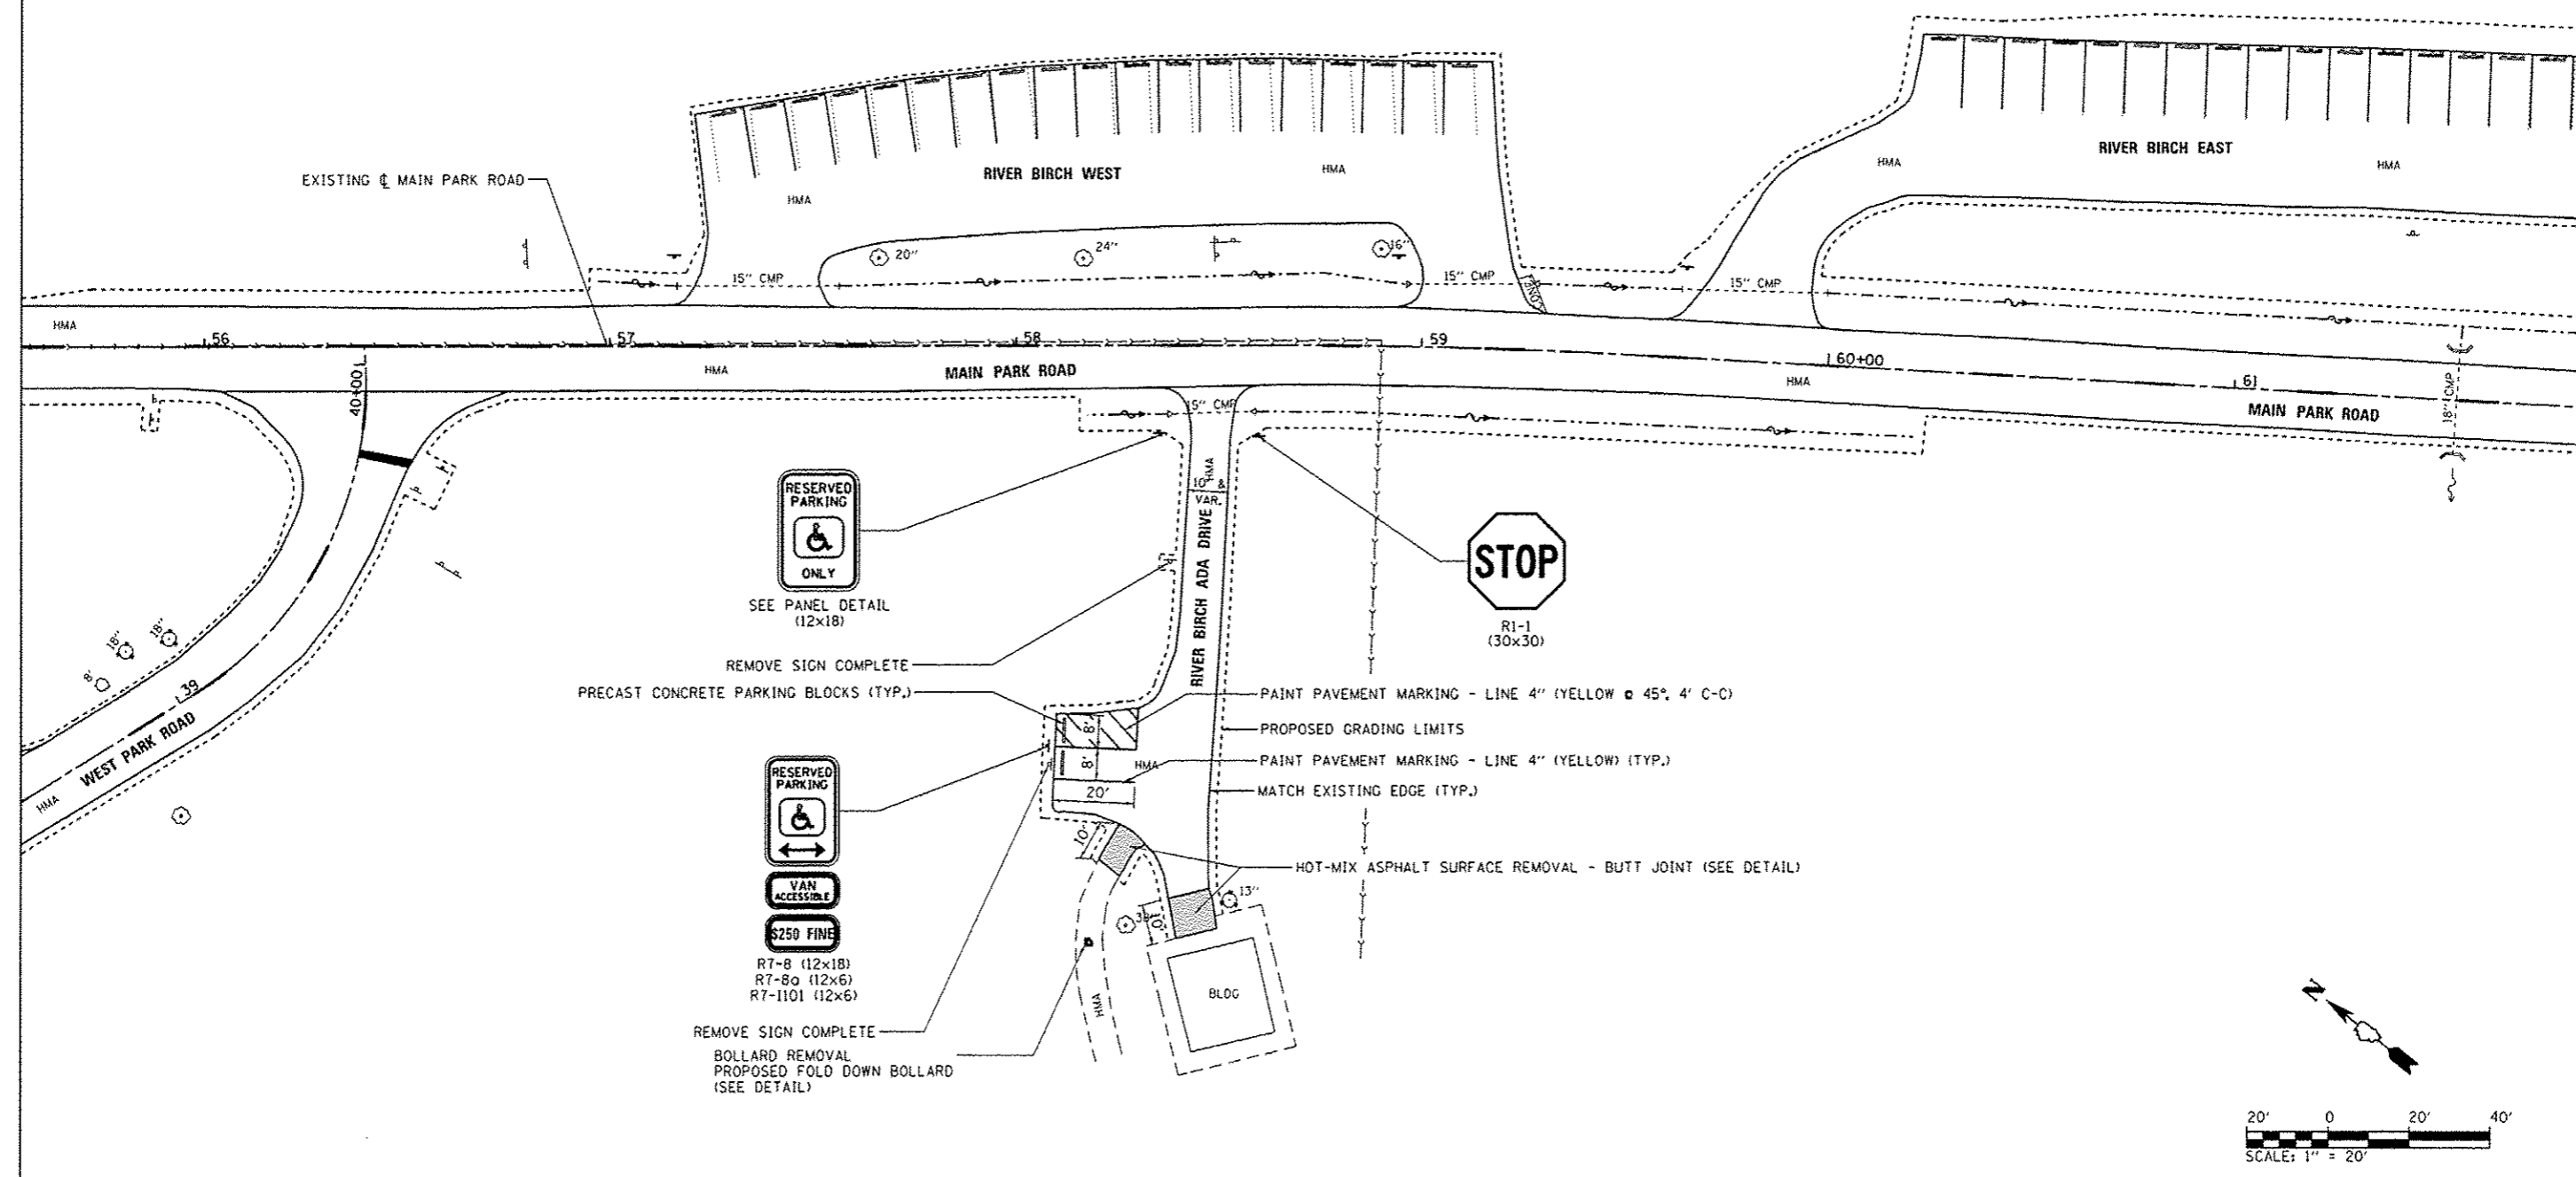 RIVER BIRCH EAST
HMA
HMA
RIVER BIRCH WEST
HMA
HMA
EXISTING ℄ MAIN PARK ROAD
20"
24"
16"
15" CMP
15" CMP
15" CMP
HMA
56
57
58
59
60+00
61
40+00
HMA
MAIN PARK ROAD
HMA
MAIN PARK ROAD
18" CMP
15" CMP
HMA
10' &
VAR.
RIVER BIRCH ADA DRIVE
RESERVED
PARKING
ONLY
SEE PANEL DETAIL
(12x18)
STOP
R1-1
(30x30)
18"
18"
8"
39
WEST PARK ROAD
HMA
REMOVE SIGN COMPLETE
PRECAST CONCRETE PARKING BLOCKS (TYP.)
PAINT PAVEMENT MARKING - LINE 4" (YELLOW @ 45°, 4' C-C)
PROPOSED GRADING LIMITS
PAINT PAVEMENT MARKING - LINE 4" (YELLOW) (TYP.)
MATCH EXISTING EDGE (TYP.)
8'
8'
HMA
20'
10'
HOT-MIX ASPHALT SURFACE REMOVAL - BUTT JOINT (SEE DETAIL)
13"
10'
RESERVED
PARKING
VAN
ACCESSIBLE
$250 FINE
R7-8 (12x18)
R7-8a (12x6)
R7-I101 (12x6)
HMA
BLDG
REMOVE SIGN COMPLETE
BOLLARD REMOVAL
PROPOSED FOLD DOWN BOLLARD
(SEE DETAIL)
N
20' 0 20' 40'
SCALE: 1" = 20'